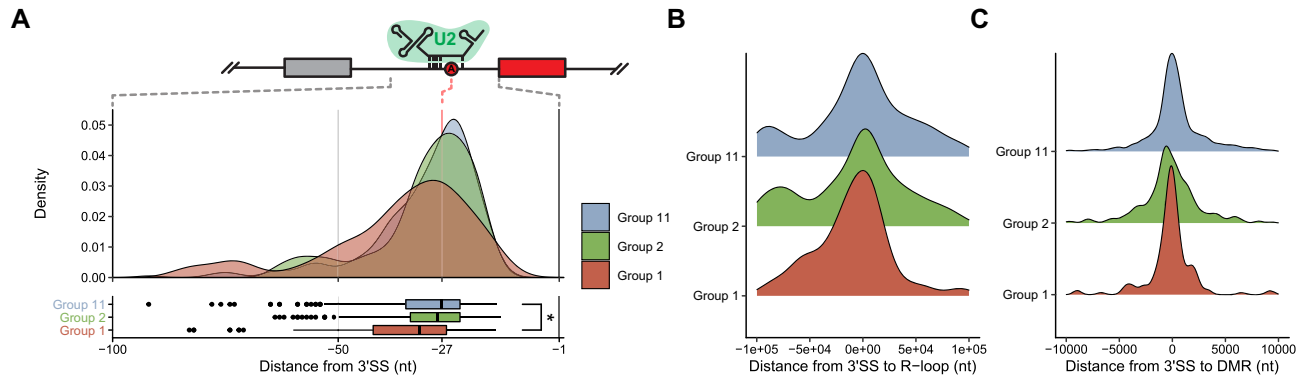 A
U2
A
0.05
0.04
0.03
0.02
0.01
0.00
Density
Group 11
Group 2
Group 1
Group 11
Group 2
Group 1
*
−100
−50
−27
−1
Distance from 3'SS (nt)
B
Group 11
Group 2
Group 1
−1e+05
−5e+04
0e+00
5e+04
1e+05
Distance from 3'SS to R−loop (nt)
C
Group 11
Group 2
Group 1
−10000
−5000
0
5000
10000
Distance from 3'SS to DMR (nt)